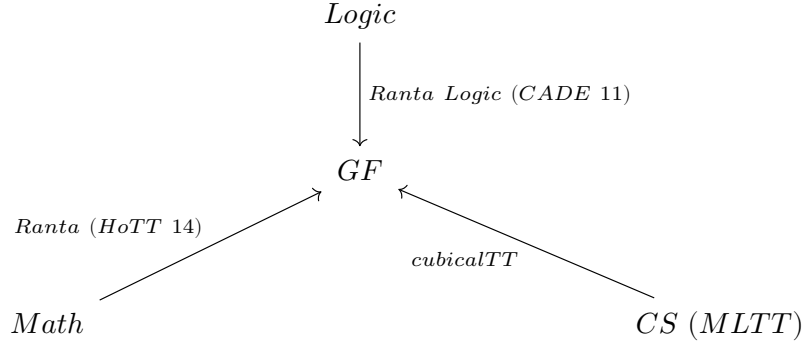 Logic
Ranta Logic (CADE 11)
GF
Ranta (HoTT 14)
cubicalTT
Math
CS (MLTT)